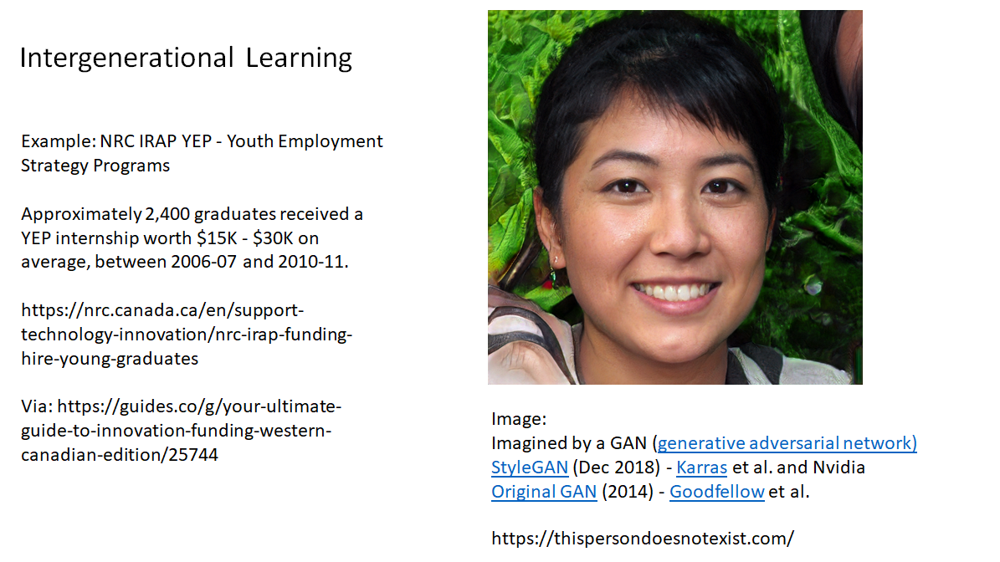 Intergenerational Learning
Example: NRC IRAP YEP - Youth Employment
Strategy Programs
Approximately 2,400 graduates received a
YEP internship worth $15K - $30K on
average, between 2006-07 and 2010-11.
https://nrc.canada.ca/en/support-
technology-innovation/nrc-irap-funding-
hire-young-graduates
Via: https://guides.co/g/your-ultimate-
guide-to-innovation-funding-western-
canadian-edition/25744
Image:
Imagined by a GAN (generative adversarial network)
StyleGAN (Dec 2018) - Karras et al. and Nvidia
Original GAN (2014) - Goodfellow et al.
https://thispersondoesnotexist.com/